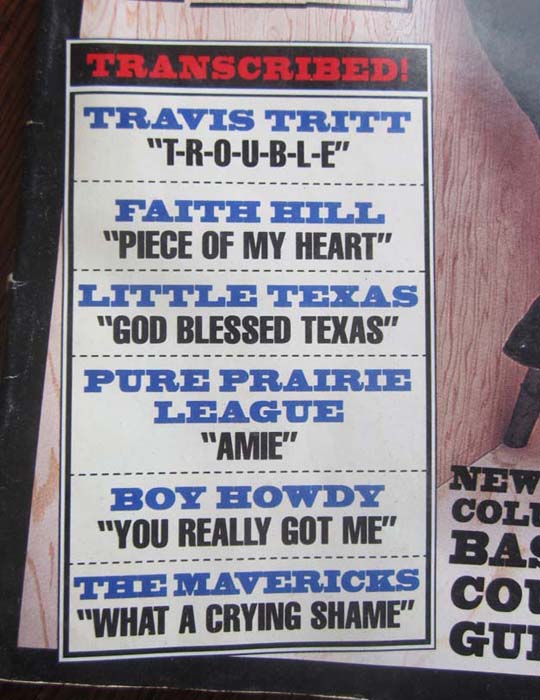 TRANSCRIBED!
TRAVIS TRITT
"T-R-O-U-B-L-E"
FAITH HILL
"PIECE OF MY HEART"
LITTLE TEXAS
"GOD BLESSED TEXAS"
PURE PRAIRIE
LEAGUE
"AMIE"
BOY HOWDY
"YOU REALLY GOT ME"
THE MAVERICKS
"WHAT A CRYING SHAME"
NEW